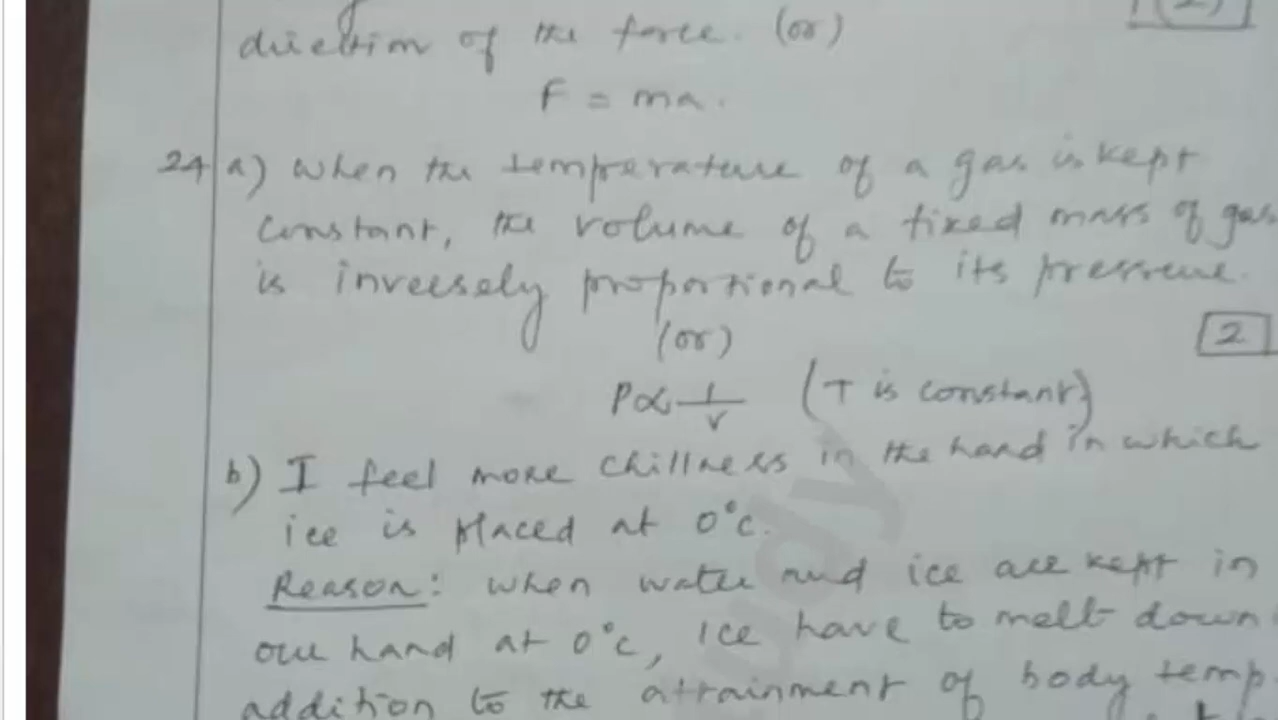 direction of the force. (or)
F = ma.
24 a) when the temperature of a gas is kept
constant, the volume of a fixed mass of gas
is inversely proportional to its pressure.
2
(or)
P∝ 1/v (T is constant)
b) I feel more chillness in the hand in which
ice is placed at 0°c.
Reason: when water and ice are kept in
our hand at 0°c, Ice have to melt down
addition to the attainment of body temp